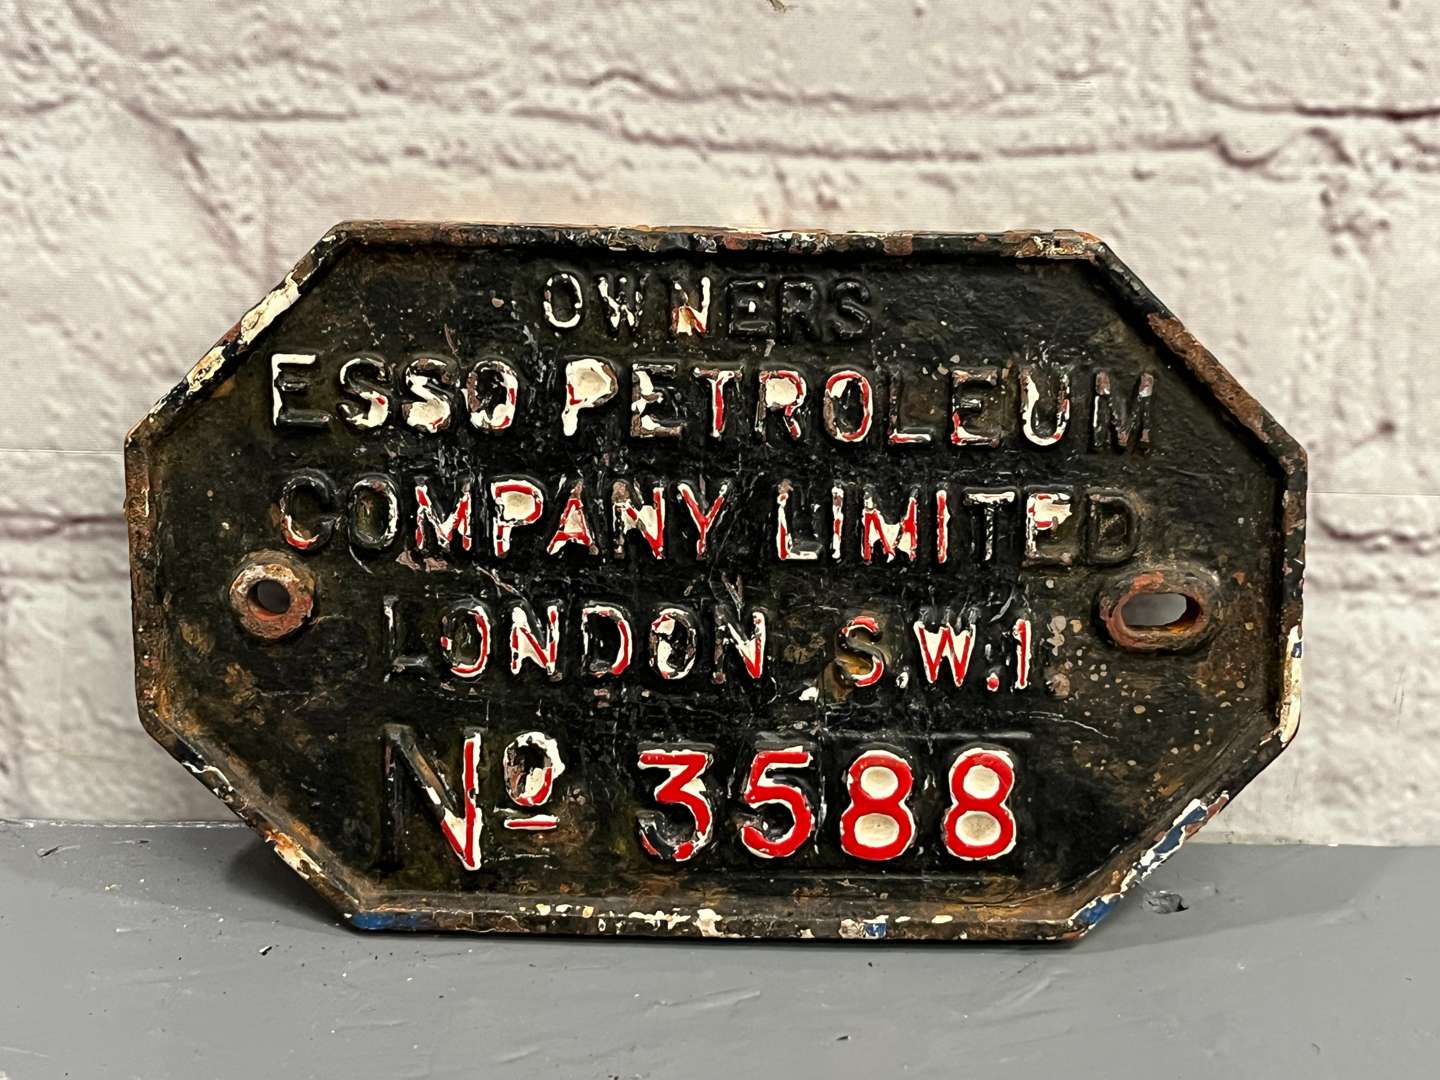 OWNERS
ESSO PETROLEUM
COMPANY LIMITED
LONDON S.W.1
Nº 3588